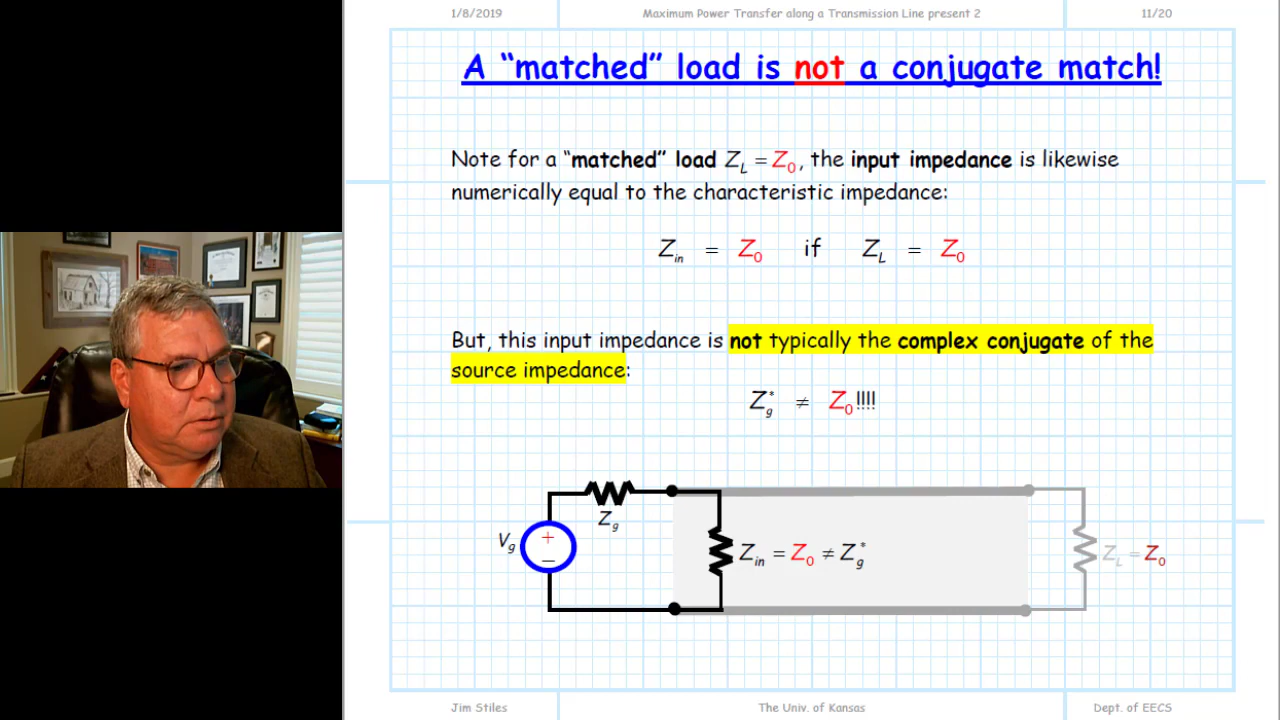 1/8/2019 Maximum Power Transfer along a Transmission Line present 2 11/20
A “matched” load is not a conjugate match!
Note for a “matched” load Z_L = Z_0, the input impedance is likewise
numerically equal to the characteristic impedance:
Z_in = Z_0 if Z_L = Z_0
But, this input impedance is not typically the complex conjugate of the
source impedance:
Z_g^* ≠ Z_0!!!!
Z_g
V_g + −
Z_in = Z_0 ≠ Z_g^*
Z_L = Z_0
Jim Stiles The Univ. of Kansas Dept. of EECS